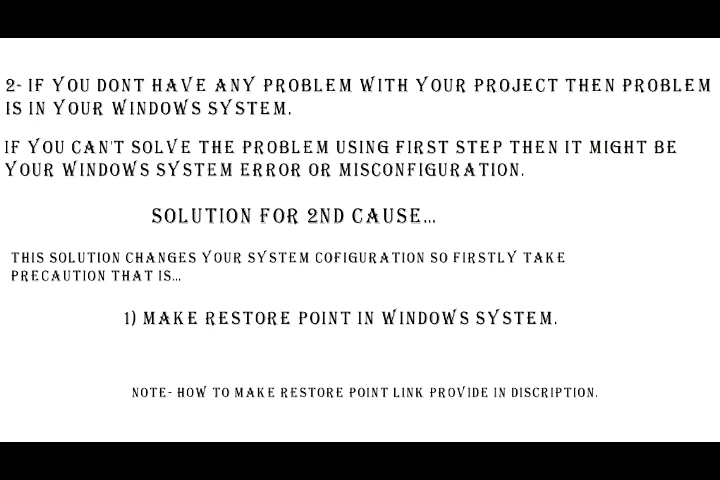 2- IF YOU DONT HAVE ANY PROBLEM WITH YOUR PROJECT THEN PROBLEM
IS IN YOUR WINDOWS SYSTEM.
IF YOU CAN'T SOLVE THE PROBLEM USING FIRST STEP THEN IT MIGHT BE
YOUR WINDOWS SYSTEM ERROR OR MISCONFIGURATION.
SOLUTION FOR 2ND CAUSE...
THIS SOLUTION CHANGES YOUR SYSTEM COFIGURATION SO FIRSTLY TAKE
PRECAUTION THAT IS...
1) MAKE RESTORE POINT IN WINDOWS SYSTEM.
NOTE- HOW TO MAKE RESTORE POINT LINK PROVIDE IN DISCRIPTION.